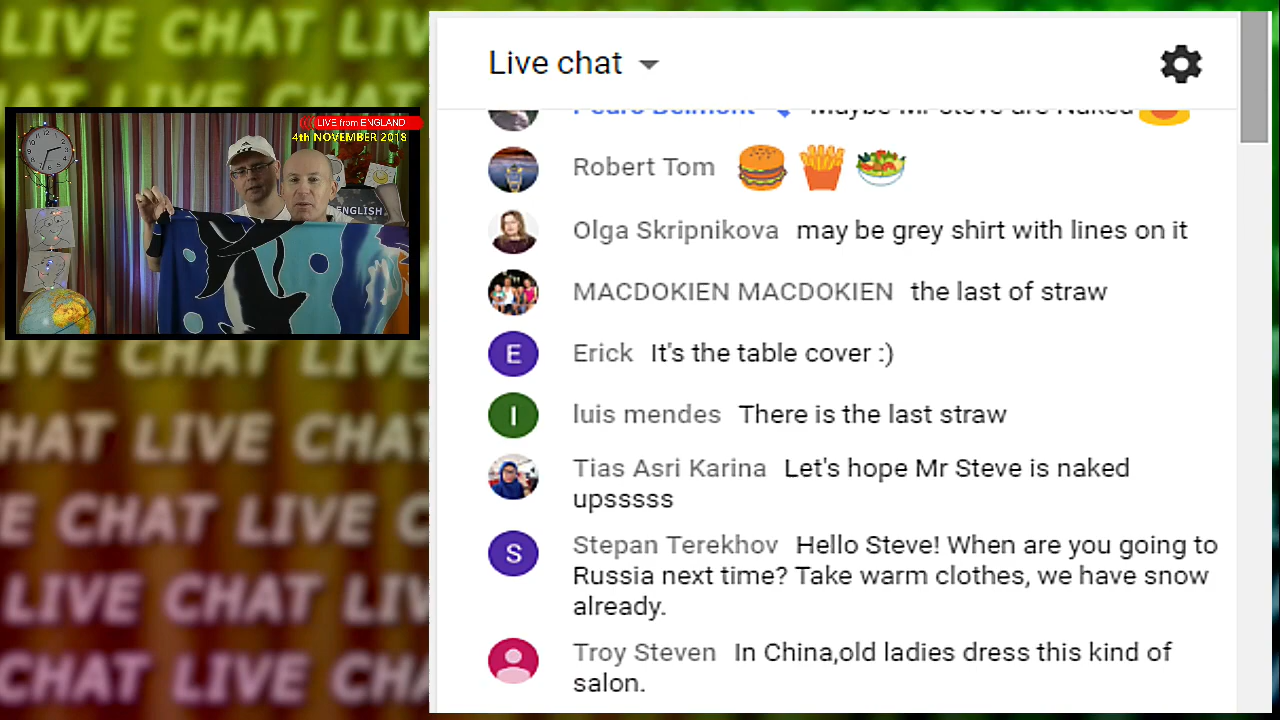 LIVE CHAT LIV
LIVE from ENGLAND
4th NOVEMBER 2018
ENGLISH
IVE CHAT LIVE
HAT LIVE CHAT
E CHAT LIVE C
LIVE CHAT LIV
CHAT LIVE CHA
Live chat
Pedro Belmont Maybe Mr Steve are Naked
Robert Tom 🍔 🍟 🥗
Olga Skripnikova may be grey shirt with lines on it
MACDOKIEN MACDOKIEN the last of straw
E Erick It's the table cover :)
I luis mendes There is the last straw
Tias Asri Karina Let's hope Mr Steve is naked
upsssss
S Stepan Terekhov Hello Steve! When are you going to
Russia next time? Take warm clothes, we have snow
already.
Troy Steven In China,old ladies dress this kind of
salon.